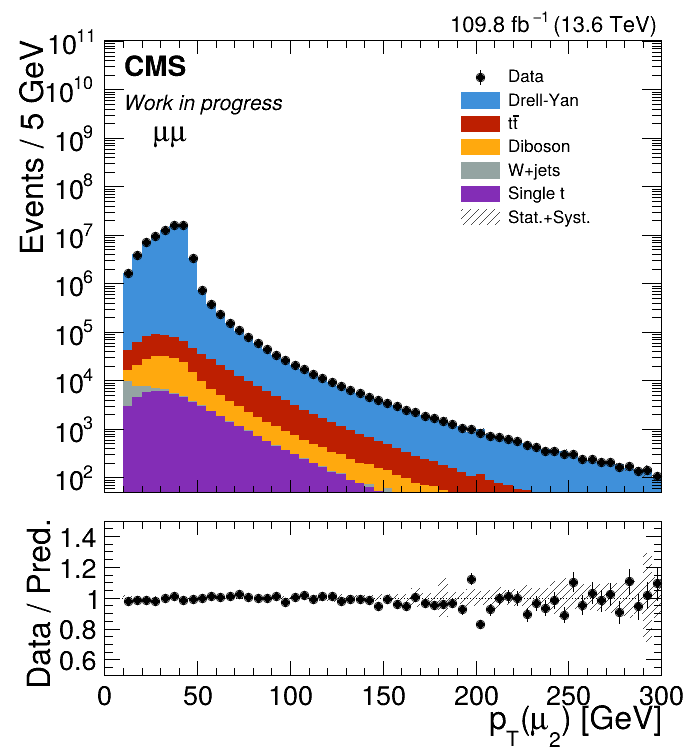 109.8 fb⁻¹ (13.6 TeV)
Events / 5 GeV
10¹¹
10¹⁰
10⁹
10⁸
10⁷
10⁶
10⁵
10⁴
10³
10²
CMS
Work in progress
μμ
Data
Drell-Yan
tt̄
Diboson
W+jets
Single t
Stat.+Syst.
Data / Pred.
1.4
1.2
1
0.8
0.6
0 50 100 150 200 250 300
p_T(μ₂) [GeV]